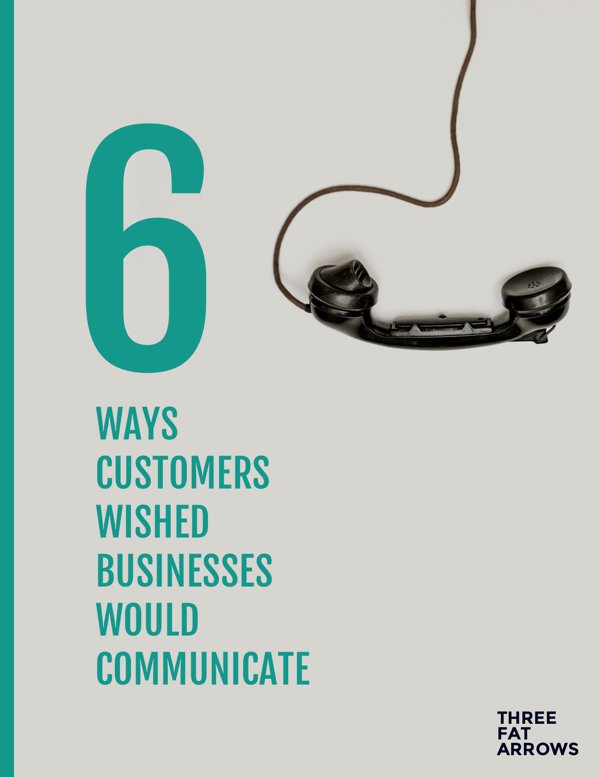 6
WAYS
CUSTOMERS
WISHED
BUSINESSES
WOULD
COMMUNICATE
THREE
FAT
ARROWS